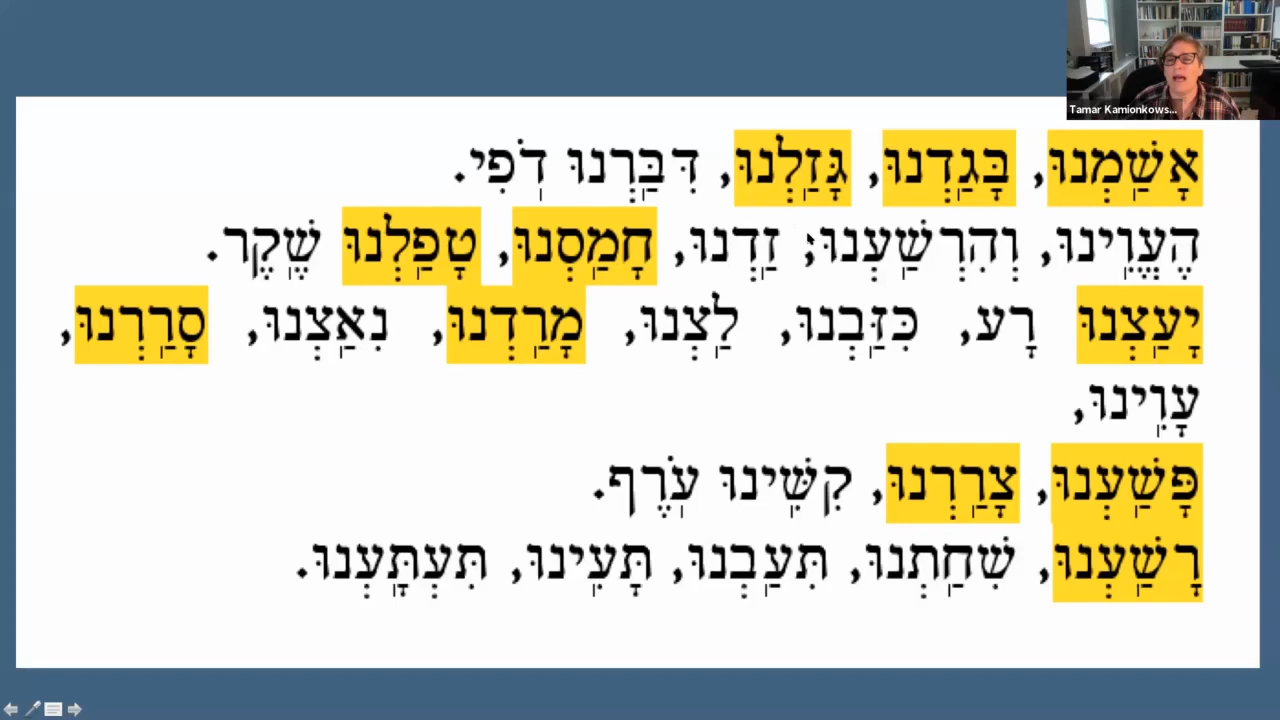 Tamar Kamionkows...
אָשַֽׁמְנוּ, בָּגַֽדְנוּ, גָּזַֽלְנוּ, דִּבַּֽרְנוּ דֹֽפִי.
הֶעֱוִֽינוּ, וְהִרְשַֽׁעְנוּ, זַֽדְנוּ, חָמַֽסְנוּ, טָפַֽלְנוּ שֶֽׁקֶר.
יָעַֽצְנוּ רָע, כִּזַּֽבְנוּ, לַֽצְנוּ, מָרַֽדְנוּ, נִאַֽצְנוּ, סָרַֽרְנוּ,
עָוִֽינוּ,
פָּשַֽׁעְנוּ, צָרַֽרְנוּ, קִשִּֽׁינוּ עֹֽרֶף.
רָשַֽׁעְנוּ, שִׁחַֽתְנוּ, תִּעַֽבְנוּ, תָּעִֽינוּ, תִּעְתָּֽעְנוּ.